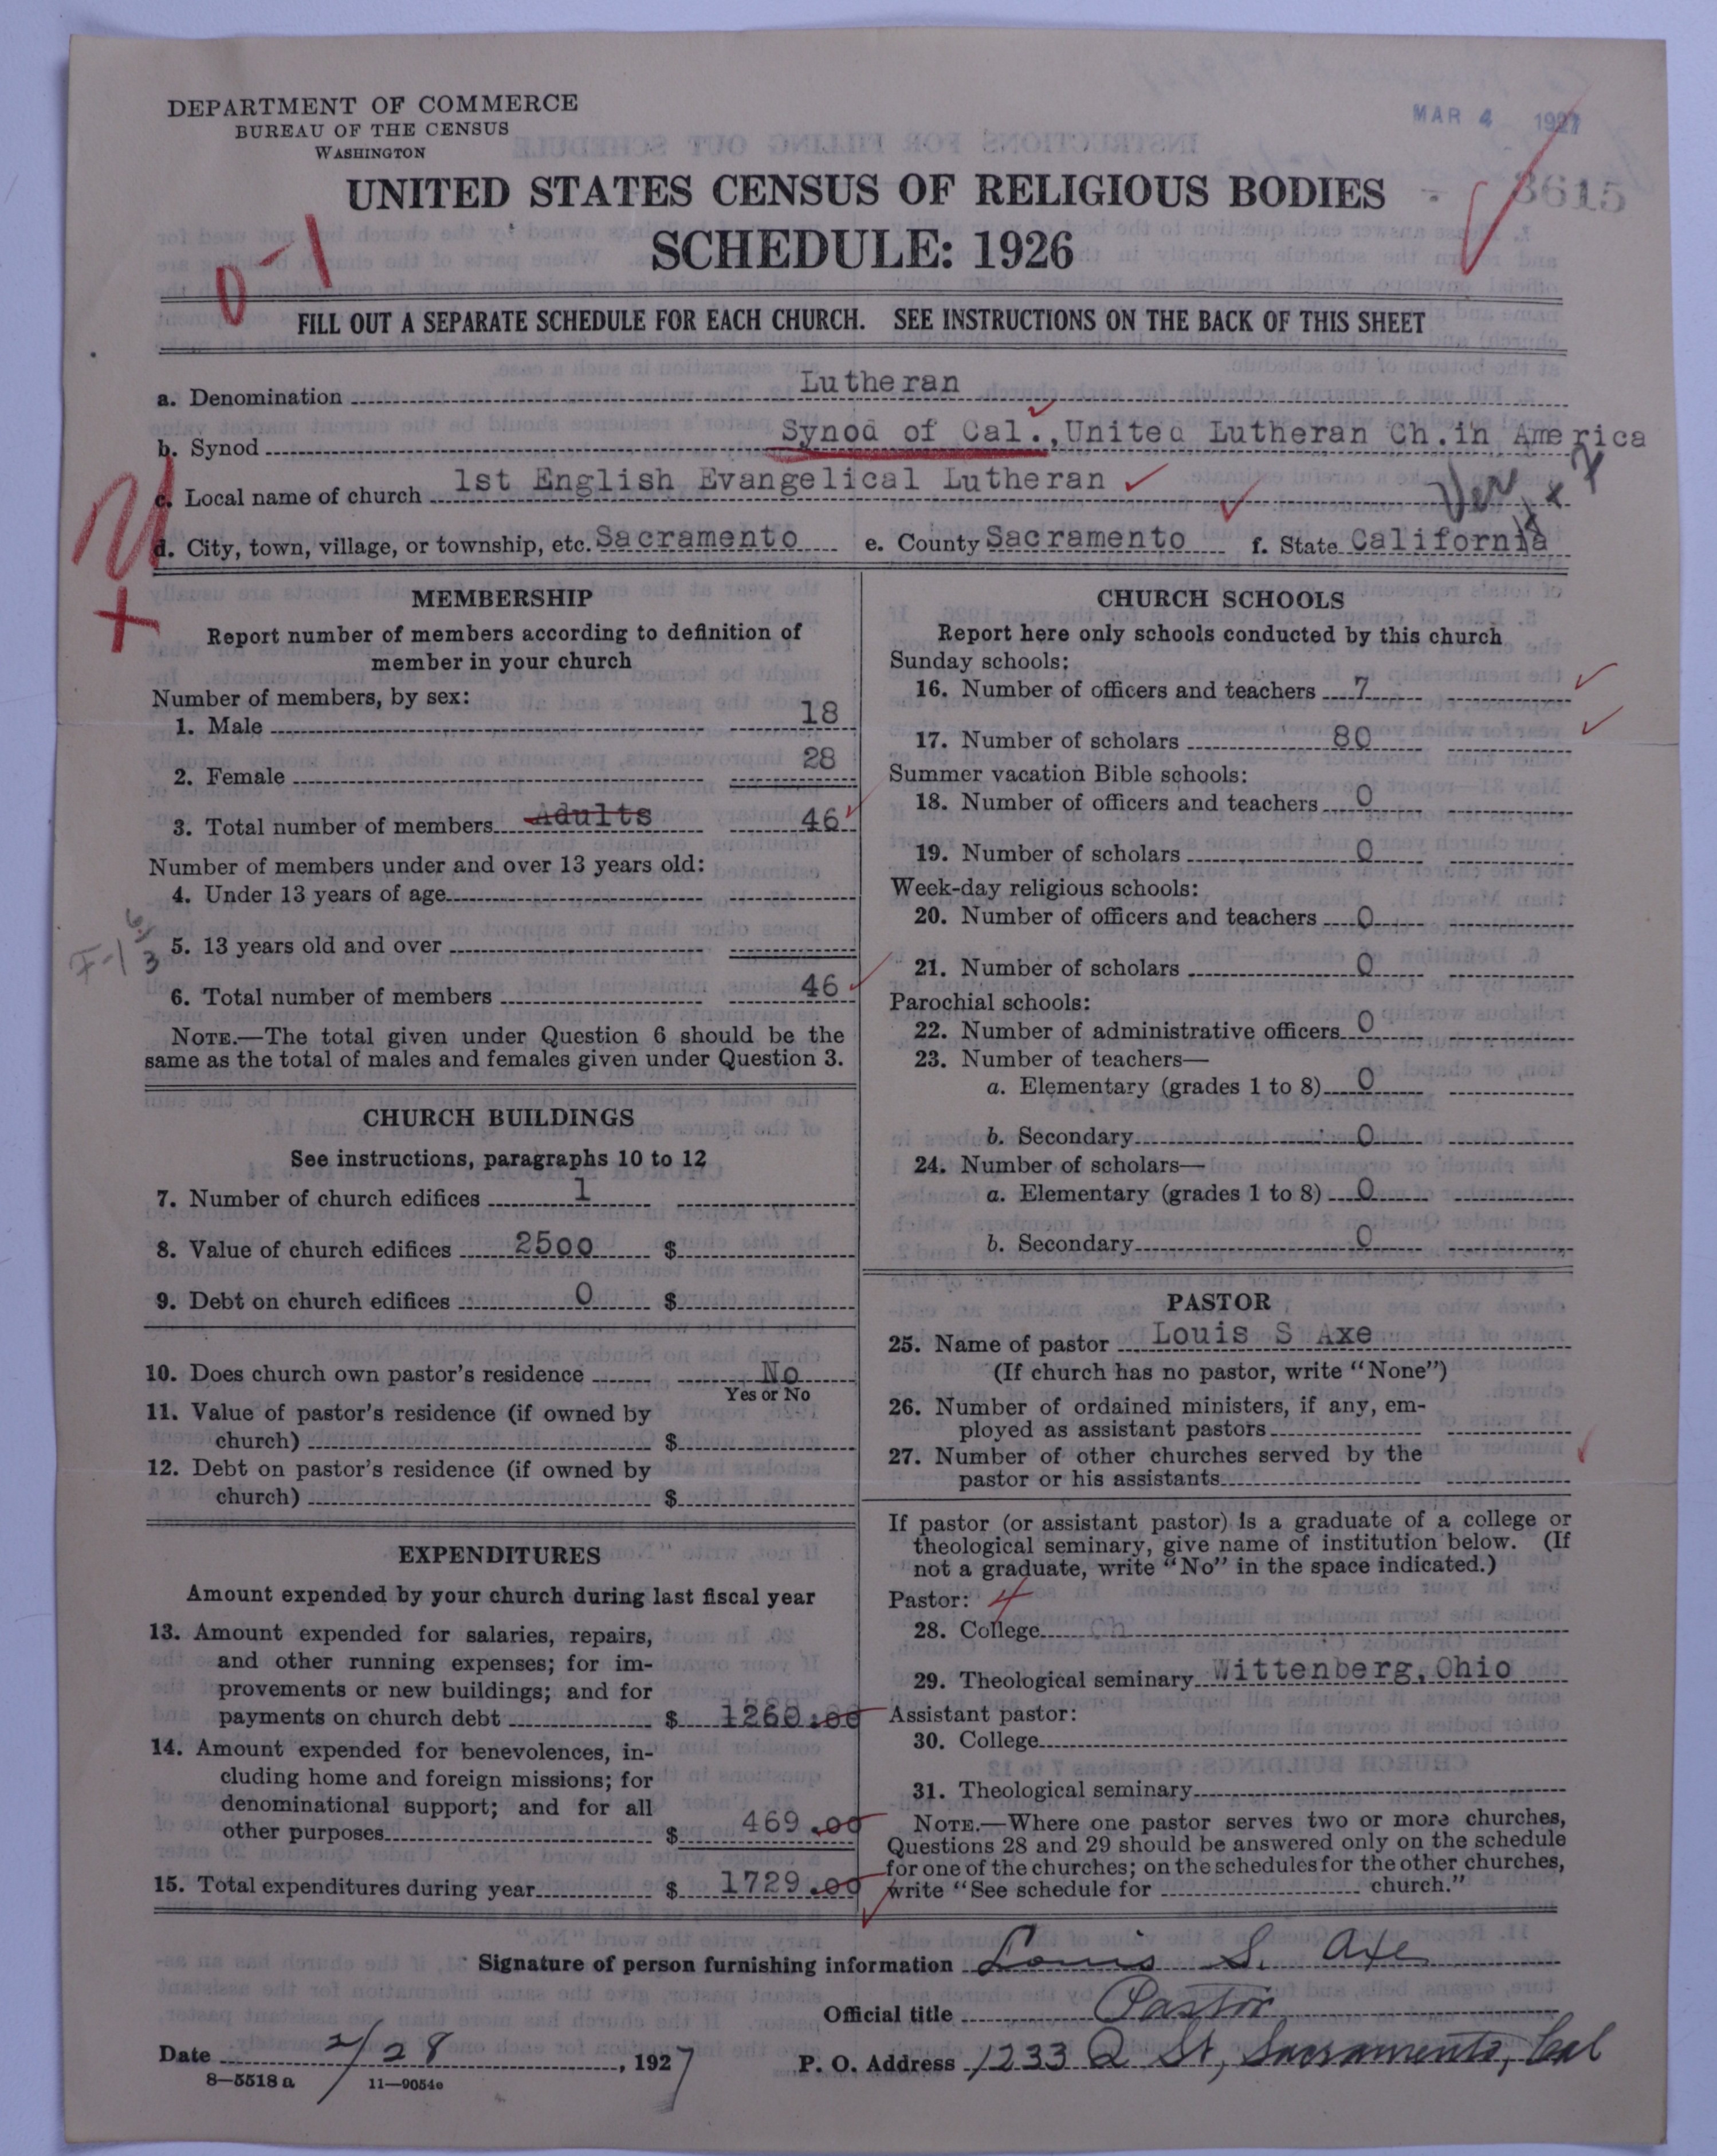 DEPARTMENT OF COMMERCE
BUREAU OF THE CENSUS
WASHINGTON
MAR 4 1927
UNITED STATES CENSUS OF RELIGIOUS BODIES
3615
SCHEDULE: 1926
0-1
FILL OUT A SEPARATE SCHEDULE FOR EACH CHURCH. SEE INSTRUCTIONS ON THE BACK OF THIS SHEET
a. Denomination Lutheran
b. Synod Synod of Cal., United Lutheran Ch. in America
c. Local name of church 1st English Evangelical Lutheran
d. City, town, village, or township, etc. Sacramento e. County Sacramento f. State California
MEMBERSHIP
Report number of members according to definition of
member in your church
Number of members, by sex:
1. Male 18
2. Female 28
3. Total number of members Adults 46
Number of members under and over 13 years old:
4. Under 13 years of age
5. 13 years old and over
6. Total number of members 46
NOTE.—The total given under Question 6 should be the
same as the total of males and females given under Question 3.
CHURCH BUILDINGS
See instructions, paragraphs 10 to 12
7. Number of church edifices 1
8. Value of church edifices 2500 $
9. Debt on church edifices 0 $
10. Does church own pastor's residence No
Yes or No
11. Value of pastor's residence (if owned by
church) $
12. Debt on pastor's residence (if owned by
church) $
EXPENDITURES
Amount expended by your church during last fiscal year
13. Amount expended for salaries, repairs,
and other running expenses; for im-
provements or new buildings; and for
payments on church debt $ 1260.00
14. Amount expended for benevolences, in-
cluding home and foreign missions; for
denominational support; and for all
other purposes $ 469.00
15. Total expenditures during year $ 1729.00
CHURCH SCHOOLS
Report here only schools conducted by this church
Sunday schools:
16. Number of officers and teachers 7
17. Number of scholars 80
Summer vacation Bible schools:
18. Number of officers and teachers 0
19. Number of scholars 0
Week-day religious schools:
20. Number of officers and teachers 0
21. Number of scholars 0
Parochial schools:
22. Number of administrative officers 0
23. Number of teachers—
a. Elementary (grades 1 to 8) 0
b. Secondary 0
24. Number of scholars—
a. Elementary (grades 1 to 8) 0
b. Secondary 0
PASTOR
25. Name of pastor Louis S Axe
(If church has no pastor, write "None")
26. Number of ordained ministers, if any, em-
ployed as assistant pastors
27. Number of other churches served by the
pastor or his assistants
If pastor (or assistant pastor) is a graduate of a college or
theological seminary, give name of institution below. (If
not a graduate, write "No" in the space indicated.)
Pastor: 4
28. College
29. Theological seminary Wittenberg, Ohio
Assistant pastor:
30. College
31. Theological seminary
NOTE.—Where one pastor serves two or more churches,
Questions 28 and 29 should be answered only on the schedule
for one of the churches; on the schedules for the other churches,
write "See schedule for church."
Signature of person furnishing information Louis S. Axe
Official title Pastor
Date 2/28, 1927 P. O. Address 1233 Q St, Sacramento, Cal
8—5518 a 11—9054c